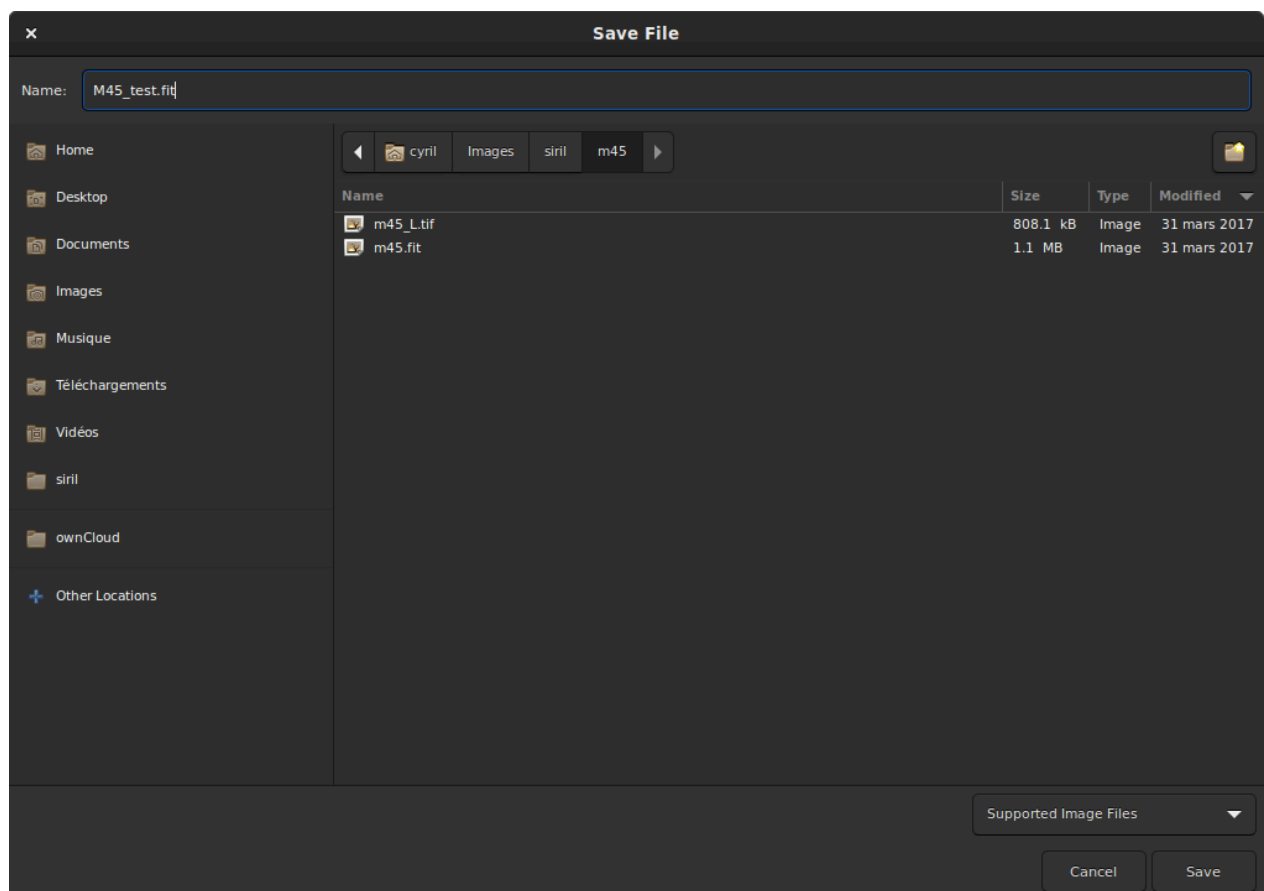 Save File
Name: M45_test.fit
Home
Desktop
Documents
Images
Musique
Téléchargements
Vidéos
siril
ownCloud
Other Locations
cyril Images siril m45
Name Size Type Modified
m45_L.tif 808.1 kB Image 31 mars 2017
m45.fit 1.1 MB Image 31 mars 2017
Supported Image Files
Cancel Save